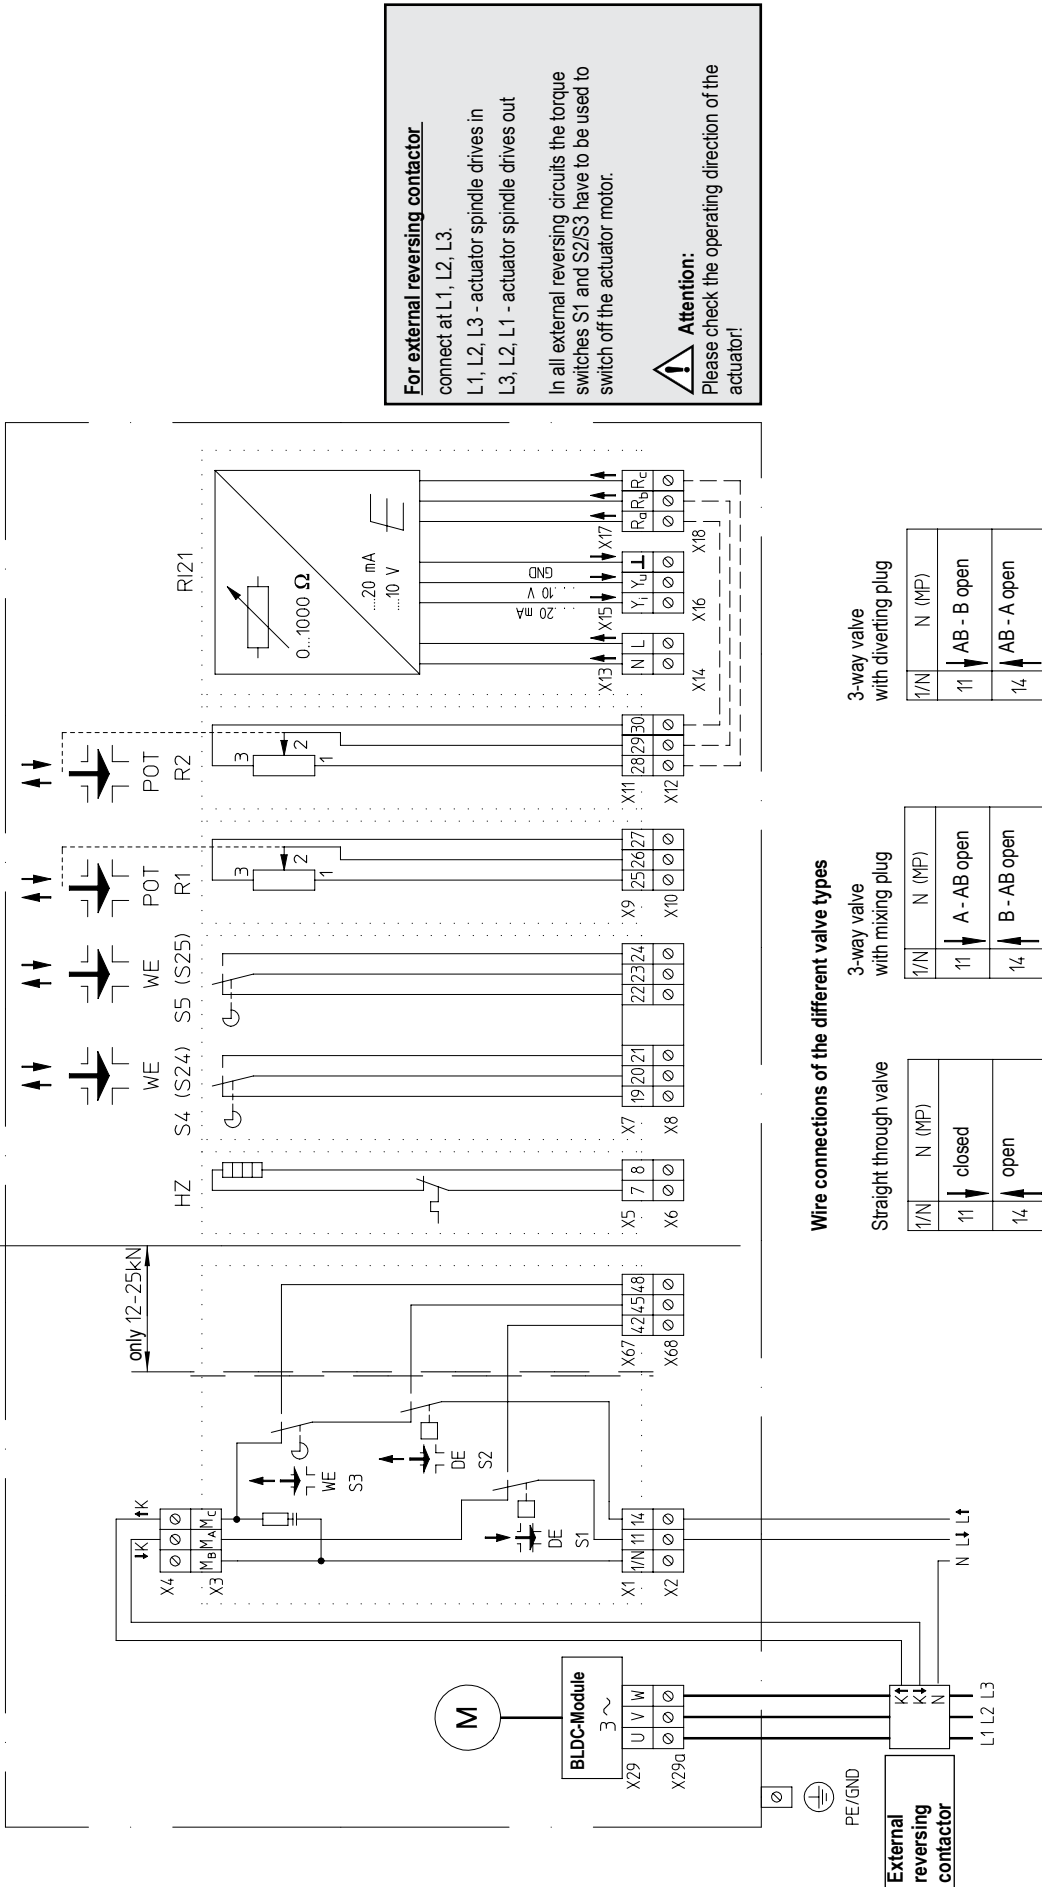 For external reversing contactor
connect at L1, L2, L3.
L1, L2, L3 - actuator spindle drives in
L3, L2, L1 - actuator spindle drives out
In all external reversing circuits the torque
switches S1 and S2/S3 have to be used to
switch off the actuator motor.
Attention:
Please check the operating direction of the
actuator!
only 12-25kN
HZ
WE
S4 (S24)
WE
S5 (S25)
POT
R1
POT
R2
RI21
3
2
1
3
2
1
0...1000 Ω
...20 mA
...10 V
...20 mA
...10 V
GND
↓K ↑K
X4
X3
MB MA MC
WE
S3
DE
S2
DE
S1
X1
1/N 11 14
X2
N L↓ L↑
X67
42 45 48
X68
X5
7 8
X6
X7
19 20 21
22 23 24
X8
X9
25 26 27
X10
X11
28 29 30
X12
X13
N L
X14
X15
Yi Yu ⊥
X16
X17
Ra Rb Rc
X18
M
BLDC-Module
3 ~
X29
U V W
X29a
PE/GND
External
reversing
contactor
K↑
K↓
N
L1 L2 L3
Wire connections of the different valve types
Straight through valve
1/N N (MP)
11 closed
14 open
3-way valve
with mixing plug
1/N N (MP)
11 A - AB open
14 B - AB open
3-way valve
with diverting plug
1/N N (MP)
11 AB - B open
14 AB - A open